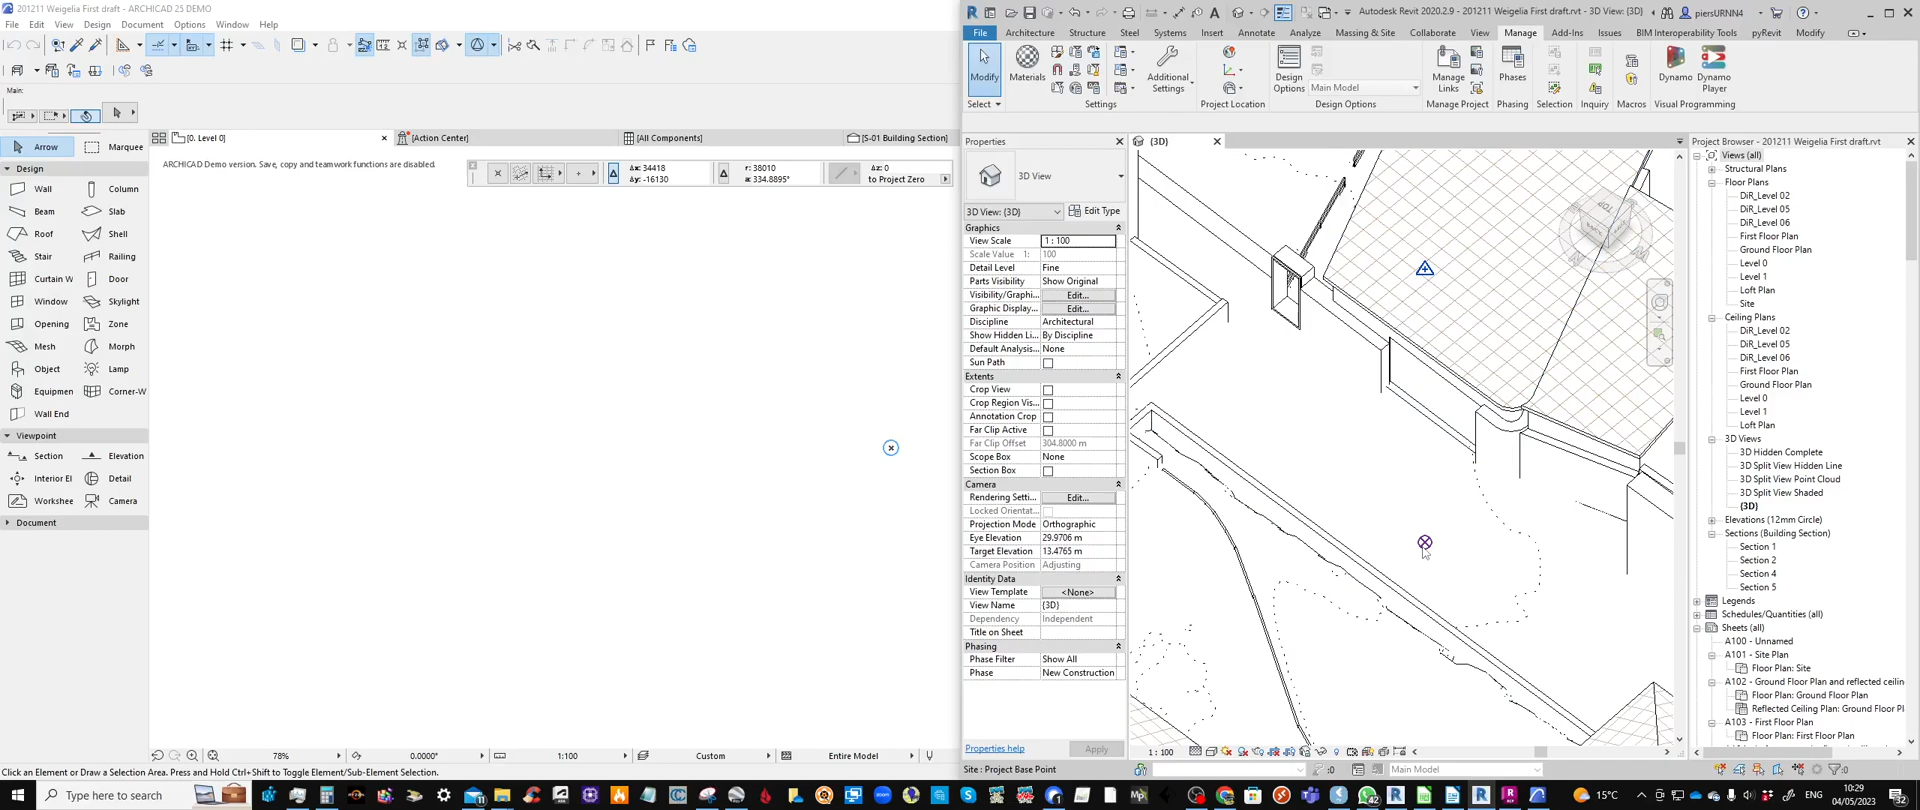 201211 Weigelia First draft - ARCHICAD 25 DEMO
File Edit View Design Document Options Window Help
Main:
[0. Level 0]
[Action Center]
[All Components]
[S-01 Building Section]
Arrow
Marquee
Design
Wall
Column
Beam
Slab
Roof
Shell
Stair
Railing
Curtain W
Door
Window
Skylight
Opening
Zone
Mesh
Morph
Object
Lamp
Equipmen
Corner-W
Wall End
Viewpoint
Section
Elevation
Interior El
Detail
Workshee
Camera
Document
ARCHICAD Demo version. Save, copy and teamwork functions are disabled.
Δx: 34418
Δy: -16130
r: 38010
a: 334.8895°
Δz: 0
to Project Zero
78%
0.0000°
1:100
Custom
Entire Model
Click an Element or Draw a Selection Area. Press and Hold Ctrl+Shift to Toggle Element/Sub-Element Selection.
Autodesk Revit 2020.2.9 - 201211 Weigelia First draft.rvt - 3D View: {3D}
piersURNN4
File Architecture Structure Steel Systems Insert Annotate Analyze Massing & Site Collaborate View Manage Add-Ins Issues BIM Interoperability Tools pyRevit Modify
Modify
Materials
Additional Settings
Design Options
Main Model
Manage Links
Phases
Dynamo
Dynamo Player
Select
Settings
Project Location
Design Options
Manage Project
Phasing
Selection
Inquiry
Macros
Visual Programming
Properties
3D View
3D View: {3D}
Edit Type
Graphics
View Scale 1 : 100
Scale Value 1: 100
Detail Level Fine
Parts Visibility Show Original
Visibility/Graphi... Edit...
Graphic Display... Edit...
Discipline Architectural
Show Hidden Li... By Discipline
Default Analysis... None
Sun Path
Extents
Crop View
Crop Region Vis...
Annotation Crop
Far Clip Active
Far Clip Offset 304.8000 m
Scope Box None
Section Box
Camera
Rendering Setti... Edit...
Locked Orientat...
Projection Mode Orthographic
Eye Elevation 29.9706 m
Target Elevation 13.4765 m
Camera Position Adjusting
Identity Data
View Template <None>
View Name {3D}
Dependency Independent
Title on Sheet
Phasing
Phase Filter Show All
Phase New Construction
Properties help
Apply
{3D}
TOP
BACK
1 : 100
Site : Project Base Point
:0
Main Model
:0
Project Browser - 201211 Weigelia First draft.rvt
Views (all)
Structural Plans
Floor Plans
DiR_Level 02
DiR_Level 05
DiR_Level 06
First Floor Plan
Ground Floor Plan
Level 0
Level 1
Loft Plan
Site
Ceiling Plans
DiR_Level 02
DiR_Level 05
DiR_Level 06
First Floor Plan
Ground Floor Plan
Level 0
Level 1
Loft Plan
3D Views
3D Hidden Complete
3D Split View Hidden Line
3D Split View Point Cloud
3D Split View Shaded
{3D}
Elevations (12mm Circle)
Sections (Building Section)
Section 1
Section 2
Section 4
Section 5
Legends
Schedules/Quantities (all)
Sheets (all)
A100 - Unnamed
A101 - Site Plan
Floor Plan: Site
A102 - Ground Floor Plan and reflected ceilin
Floor Plan: Ground Floor Plan
Reflected Ceiling Plan: Ground Floor Pl
A103 - First Floor Plan
Floor Plan: First Floor Plan
Type here to search
15°C
ENG
10:29
04/05/2023